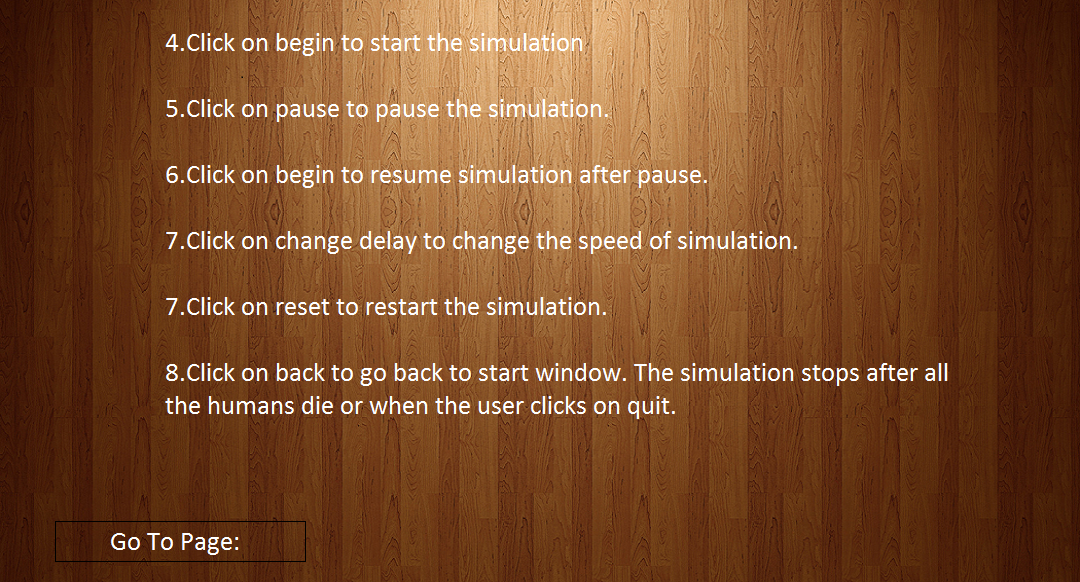 4.Click on begin to start the simulation
5.Click on pause to pause the simulation.
6.Click on begin to resume simulation after pause.
7.Click on change delay to change the speed of simulation.
7.Click on reset to restart the simulation.
8.Click on back to go back to start window. The simulation stops after all
the humans die or when the user clicks on quit.
Go To Page: